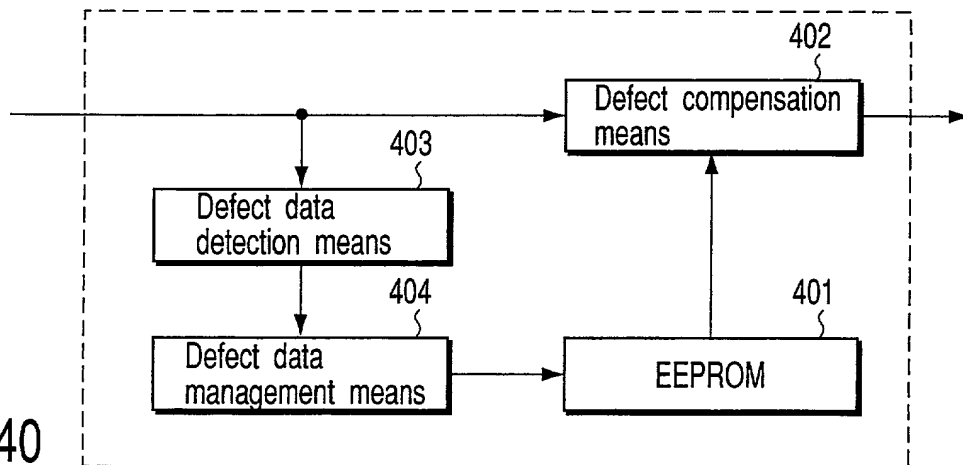 402
Defect compensation
means
403
Defect data
detection means
404
Defect data
management means
401
EEPROM
40